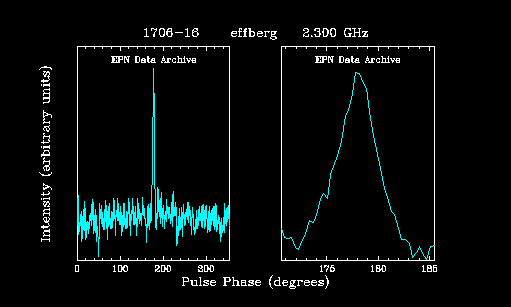 1706-16 effberg 2.300 GHz
EPN Data Archive EPN Data Archive
Intensity (arbitrary units)
0 100 200 300 175 180 185
Pulse Phase (degrees)